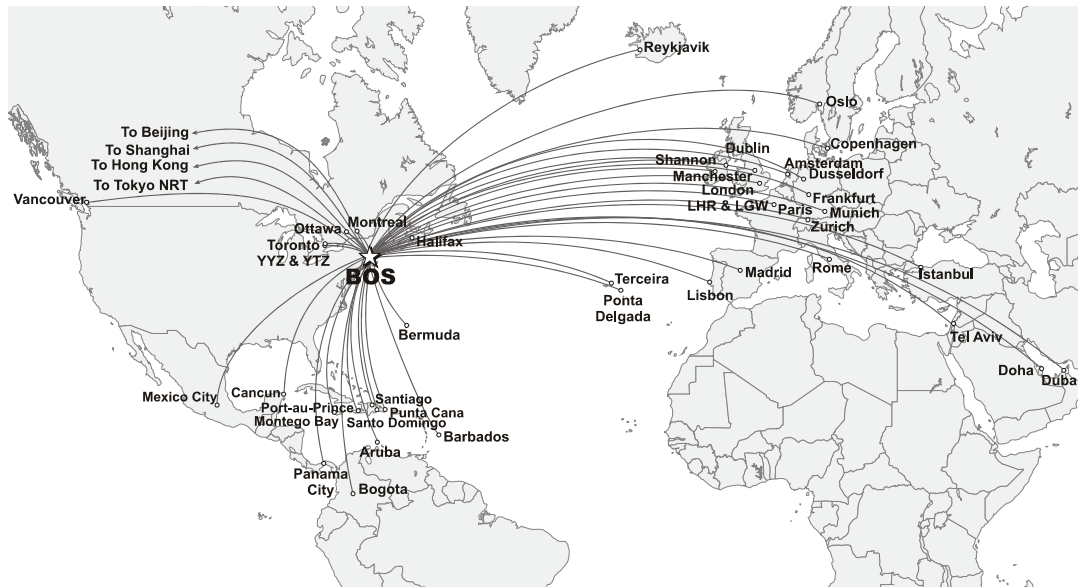 Reykjavik
Oslo
To Beijing
To Shanghai
To Hong Kong
To Tokyo NRT
Vancouver
Dublin
Copenhagen
Shannon
Amsterdam
Dusseldorf
Manchester
London
LHR & LGW
Frankfurt
Paris
Munich
Zurich
Montreal
Ottawa
Toronto
YYZ & YTZ
Halifax
BOS
Rome
Istanbul
Madrid
Lisbon
Terceira
Ponta
Delgada
Bermuda
Tel Aviv
Doha
Duba
Mexico City
Cancun
Santiago
Port-au-Prince
Punta Cana
Montego Bay
Santo Domingo
Barbados
Aruba
Panama
City
Bogota